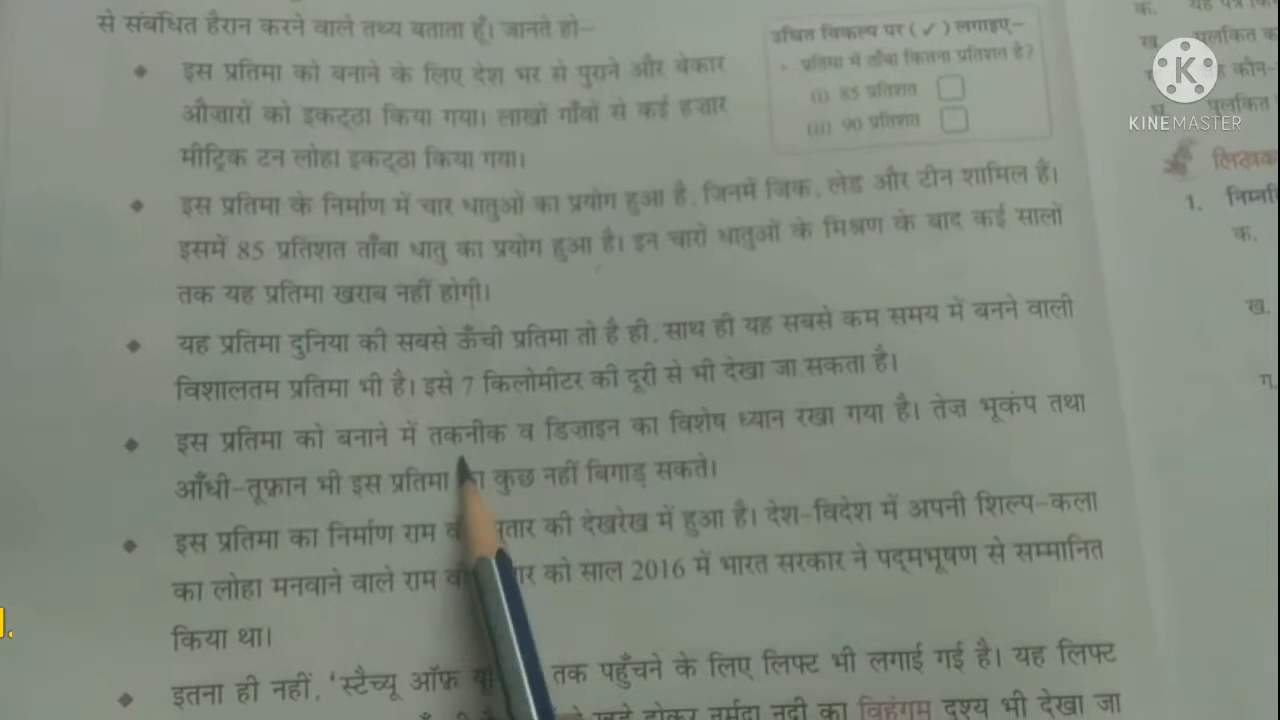 से संबंधित हैरान करने वाले तथ्य बताता हूँ। जानते हो–
इस प्रतिमा को बनाने के लिए देश भर से पुराने और बेकार
औज़ारों को इकट्ठा किया गया। लाखों गाँवों से कई हज़ार
मीट्रिक टन लोहा इकट्ठा किया गया।
उचित विकल्प पर (✓) लगाइए–
प्रतिमा में ताँबा कितना प्रतिशत है?
(i) 85 प्रतिशत
(ii) 90 प्रतिशत
इस प्रतिमा के निर्माण में चार धातुओं का प्रयोग हुआ है, जिनमें जिंक, लेड और टीन शामिल हैं।
इसमें 85 प्रतिशत ताँबा धातु का प्रयोग हुआ है। इन चारों धातुओं के मिश्रण के बाद कई सालों
तक यह प्रतिमा खराब नहीं होगी।
यह प्रतिमा दुनिया की सबसे ऊँची प्रतिमा तो है ही, साथ ही यह सबसे कम समय में बनने वाली
विशालतम प्रतिमा भी है। इसे 7 किलोमीटर की दूरी से भी देखा जा सकता है।
इस प्रतिमा को बनाने में तकनीक व डिज़ाइन का विशेष ध्यान रखा गया है। तेज़ भूकंप तथा
आँधी-तूफ़ान भी इस प्रतिमा कुछ नहीं बिगाड़ सकते।
इस प्रतिमा का निर्माण राम की देखरेख में हुआ है। देश-विदेश में अपनी शिल्प-कला
का लोहा मनवाने वाले राम को साल 2016 में भारत सरकार ने पद्मभूषण से सम्मानित
किया था।
इतना ही नहीं, 'स्टैच्यू ऑफ़ तक पहुँचने के लिए लिफ्ट भी लगाई गई है। यह लिफ्ट
खड़े होकर नर्मदा नदी का विहंगम दृश्य भी देखा जा
KINEMASTER
क.
ख.
पुलकित
कौन-
पुलकित
1.
क.
ख.
ग.